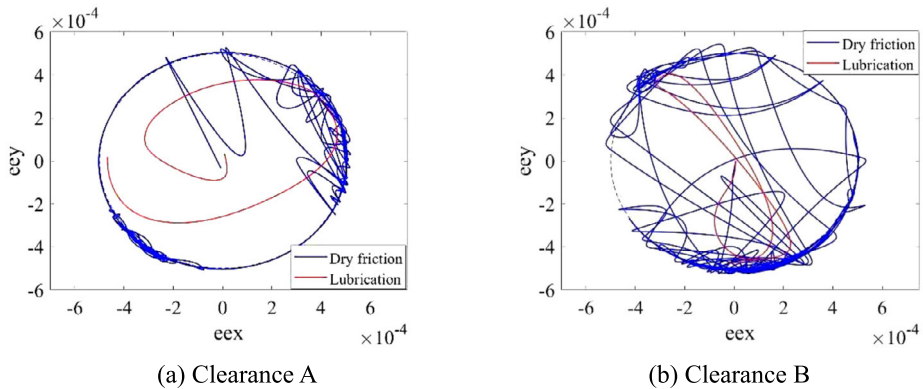 ×10⁻⁴
6
4
2
0
-2
-4
-6
eey
Dry friction
Lubrication
-6 -4 -2 0 2 4 6
eex
×10⁻⁴
(a) Clearance A
×10⁻⁴
6
4
2
0
-2
-4
-6
eey
Dry friction
Lubrication
-6 -4 -2 0 2 4 6
eex
×10⁻⁴
(b) Clearance B